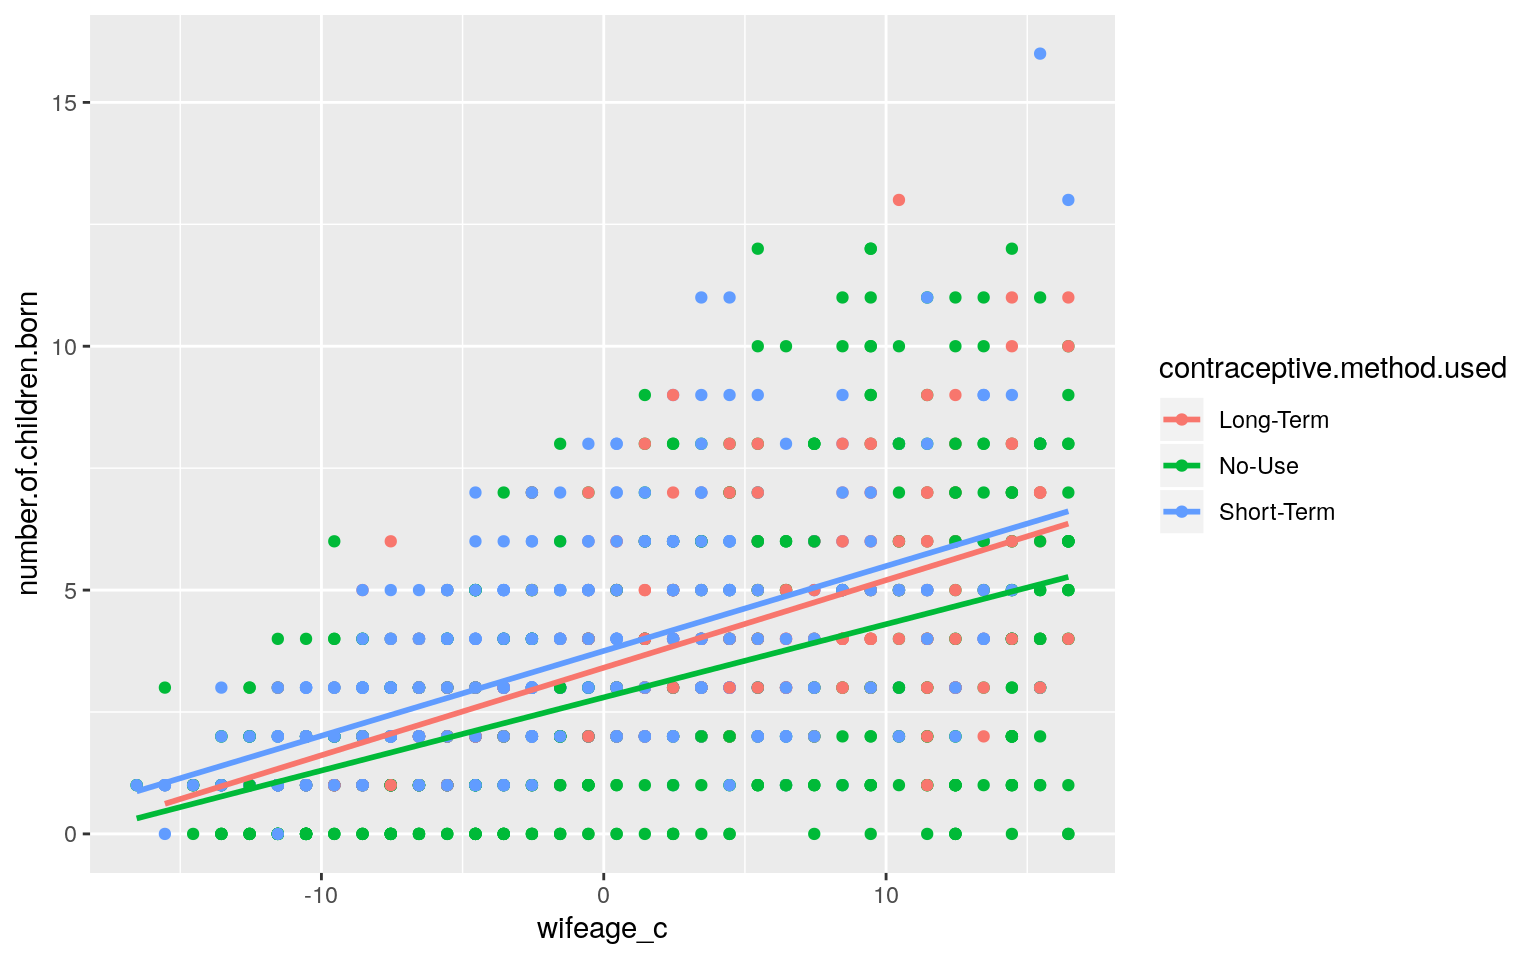 15
10
5
0
-10
0
10
wifeage_c
number.of.children.born
contraceptive.method.used
Long-Term
No-Use
Short-Term